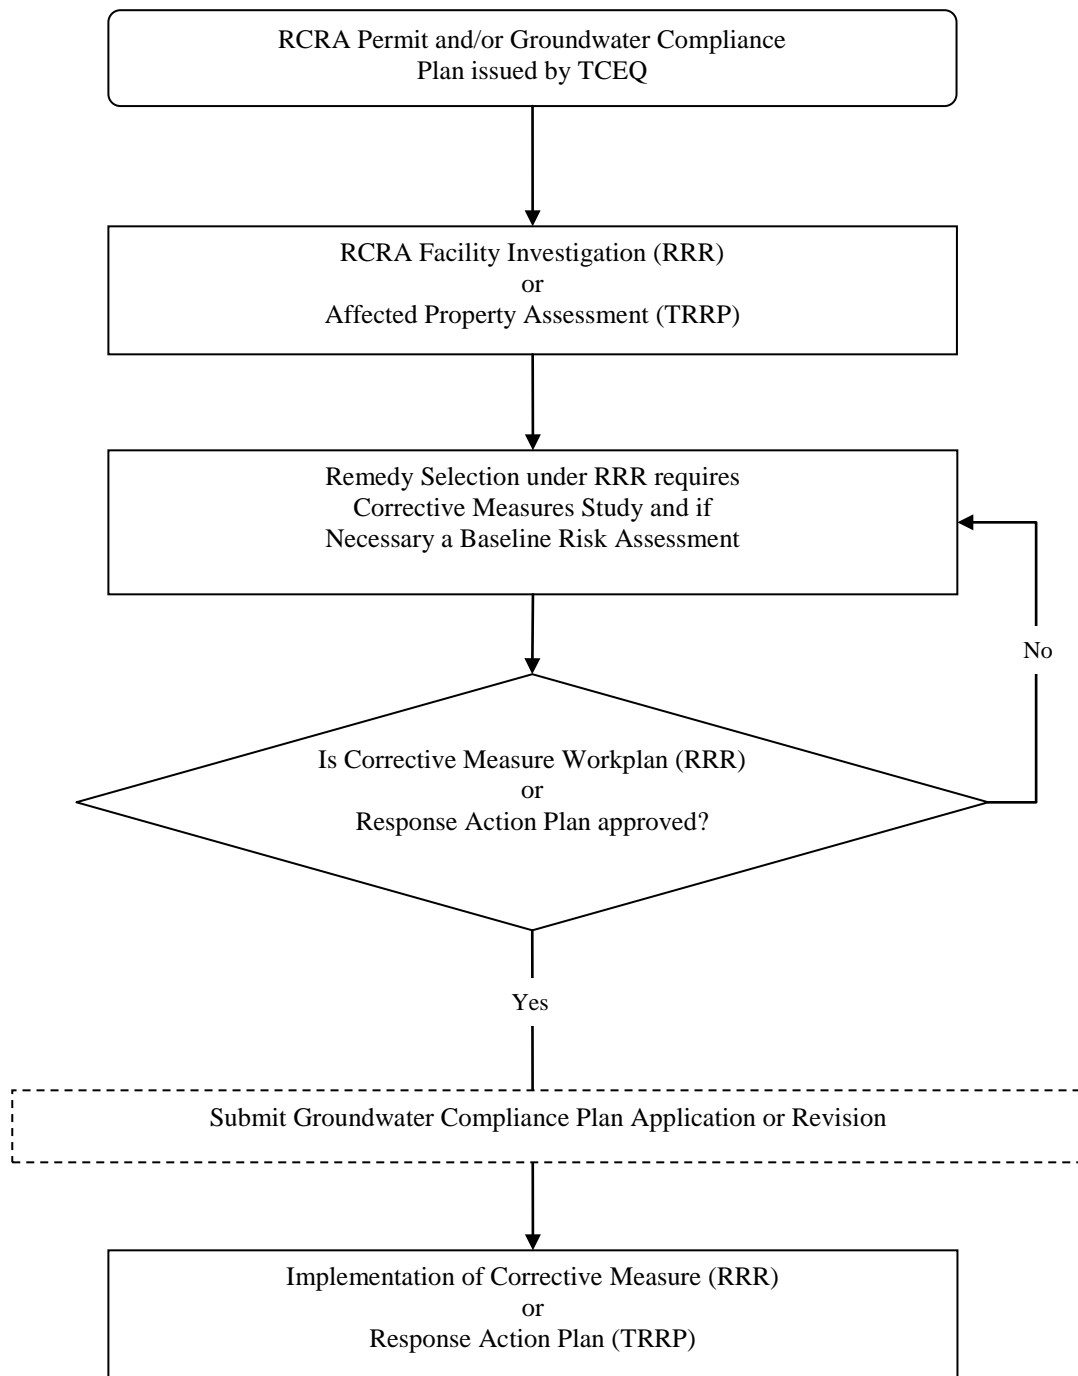 RCRA Permit and/or Groundwater Compliance
Plan issued by TCEQ
RCRA Facility Investigation (RRR)
or
Affected Property Assessment (TRRP)
Remedy Selection under RRR requires
Corrective Measures Study and if
Necessary a Baseline Risk Assessment
No
Is Corrective Measure Workplan (RRR)
or
Response Action Plan approved?
Yes
Submit Groundwater Compliance Plan Application or Revision
Implementation of Corrective Measure (RRR)
or
Response Action Plan (TRRP)